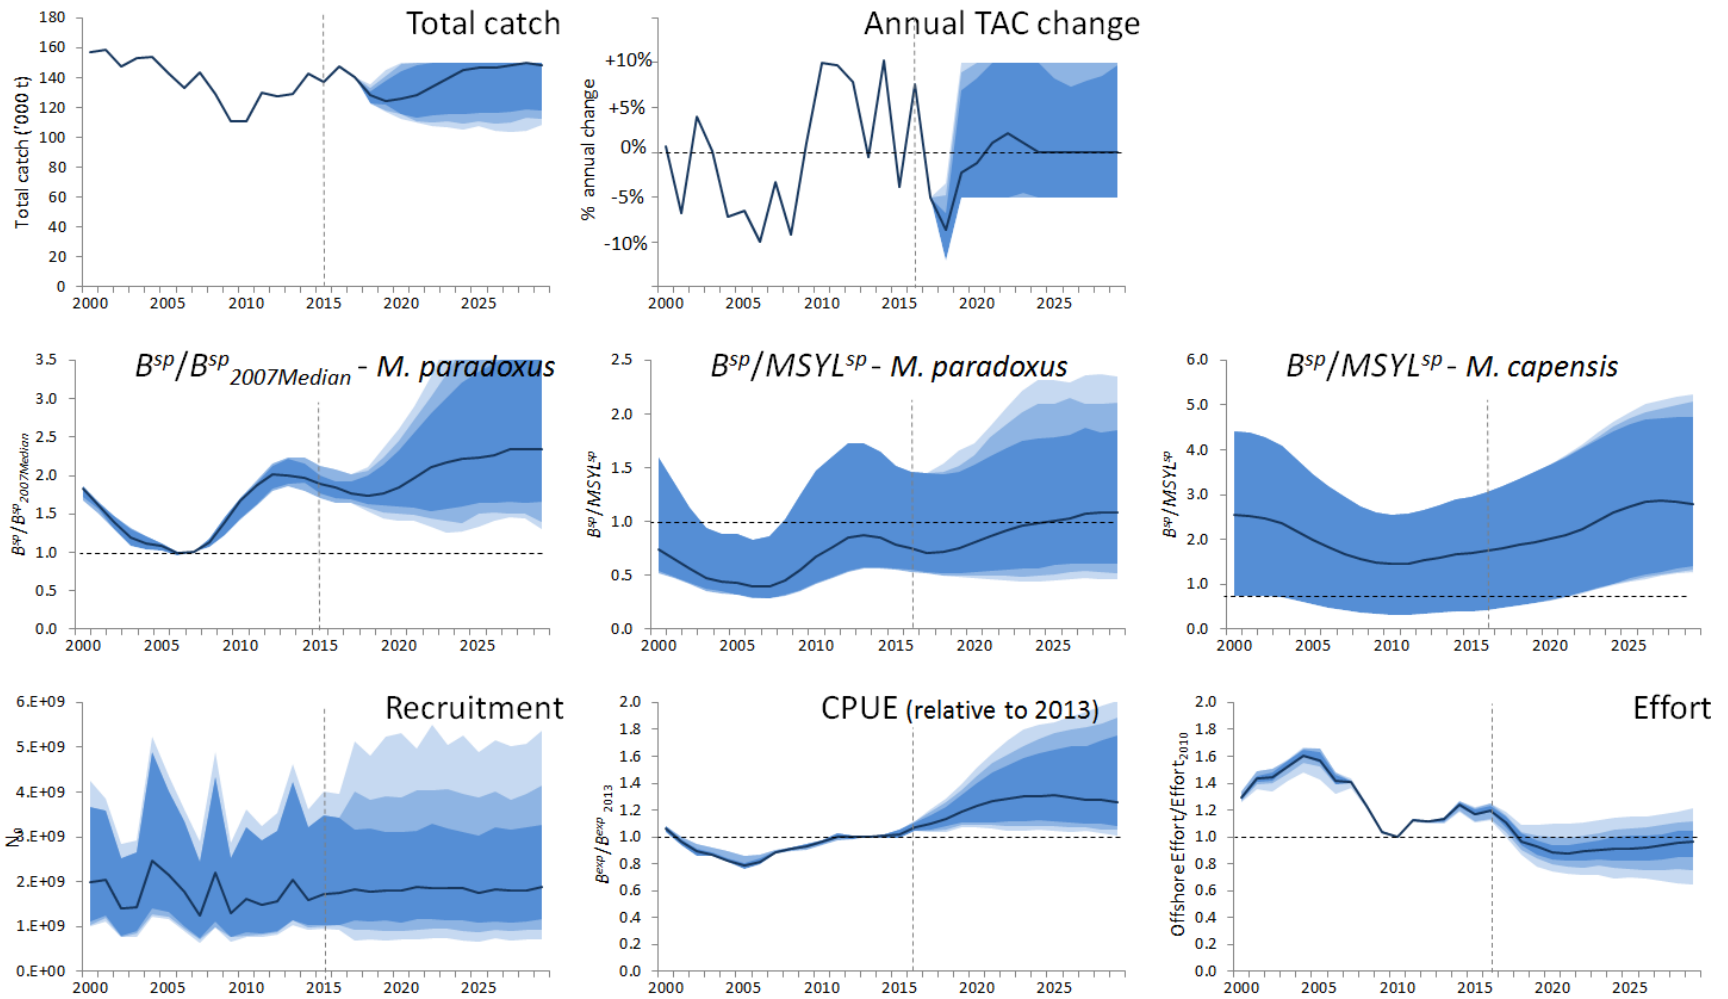 Total catch
Total catch ('000 t)
180
160
140
120
100
80
60
40
20
0
2000 2005 2010 2015 2020 2025
Annual TAC change
% annual change
+10%
+5%
0%
-5%
-10%
2000 2005 2010 2015 2020 2025
Bsp/Bsp2007Median - M. paradoxus
Bsp/Bsp2007Median
3.5
3.0
2.5
2.0
1.5
1.0
0.5
0.0
2000 2005 2010 2015 2020 2025
Bsp/MSYLsp - M. paradoxus
Bsp/MSYLsp
2.5
2.0
1.5
1.0
0.5
0.0
2000 2005 2010 2015 2020 2025
Bsp/MSYLsp - M. capensis
Bsp/MSYLsp
6.0
5.0
4.0
3.0
2.0
1.0
0.0
2000 2005 2010 2015 2020 2025
Recruitment
6.E+09
5.E+09
4.E+09
3.E+09
2.E+09
1.E+09
0.E+00
2000 2005 2010 2015 2020 2025
CPUE (relative to 2013)
Bexp/Bexp2013
2.0
1.8
1.6
1.4
1.2
1.0
0.8
0.6
0.4
0.2
0.0
2000 2005 2010 2015 2020 2025
Effort
Offshore Effort/Effort2010
2.0
1.8
1.6
1.4
1.2
1.0
0.8
0.6
0.4
0.2
0.0
2000 2005 2010 2015 2020 2025